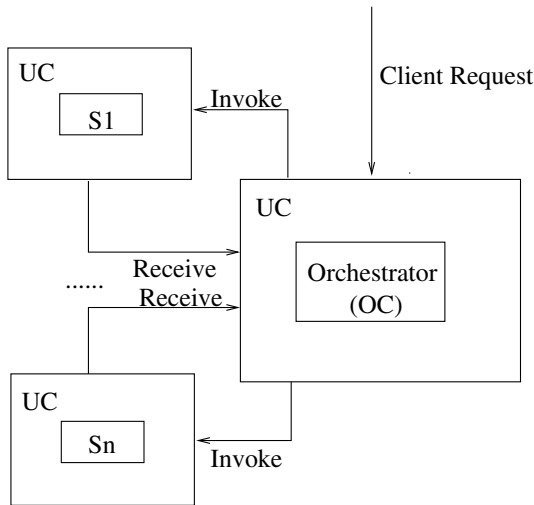 Client Request
UC
S1
Invoke
UC
Orchestrator
(OC)
Receive
......
Receive
UC
Sn
Invoke